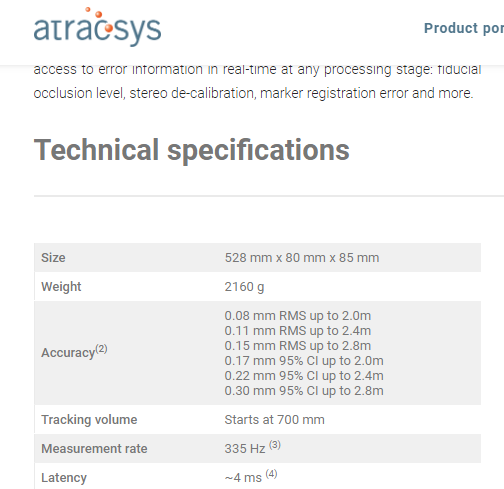 atracsys
Product por
access to error information in real-time at any processing stage: fiducial
occlusion level, stereo de-calibration, marker registration error and more.
Technical specifications
Size 528 mm x 80 mm x 85 mm
Weight 2160 g
Accuracy(2)
0.08 mm RMS up to 2.0m
0.11 mm RMS up to 2.4m
0.15 mm RMS up to 2.8m
0.17 mm 95% CI up to 2.0m
0.22 mm 95% CI up to 2.4m
0.30 mm 95% CI up to 2.8m
Tracking volume Starts at 700 mm
Measurement rate 335 Hz (3)
Latency ~4 ms (4)